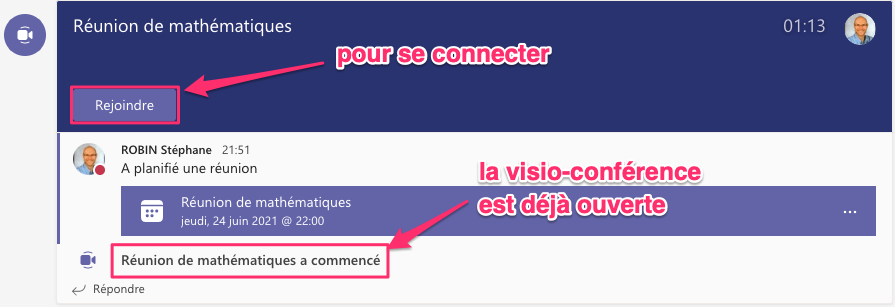 Réunion de mathématiques
01:13
pour se connecter
Rejoindre
ROBIN Stéphane 21:51
A planifié une réunion
la visio-conférence
est déjà ouverte
Réunion de mathématiques
jeudi, 24 juin 2021 @ 22:00
...
Réunion de mathématiques a commencé
Répondre